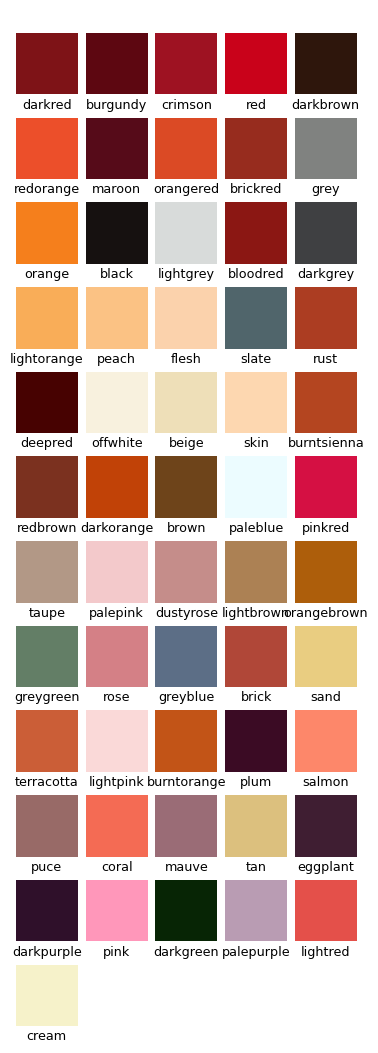 darkred burgundy crimson red darkbrown
redorange maroon orangered brickred grey
orange black lightgrey bloodred darkgrey
lightorange peach flesh slate rust
deepred offwhite beige skin burntsienna
redbrown darkorange brown paleblue pinkred
taupe palepink dustyrose lightbrown orangebrown
greygreen rose greyblue brick sand
terracotta lightpink burntorange plum salmon
puce coral mauve tan eggplant
darkpurple pink darkgreen palepurple lightred
cream